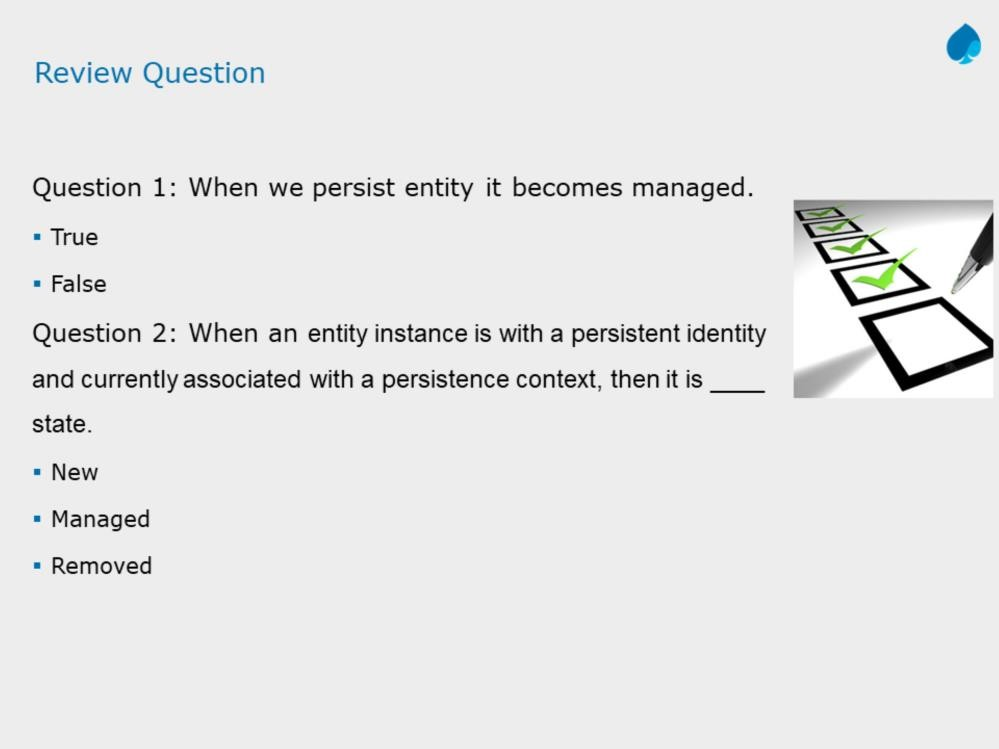 Review Question
Question 1: When we persist entity it becomes managed.
▪ True
▪ False
Question 2: When an entity instance is with a persistent identity
and currently associated with a persistence context, then it is ____
state.
▪ New
▪ Managed
▪ Removed